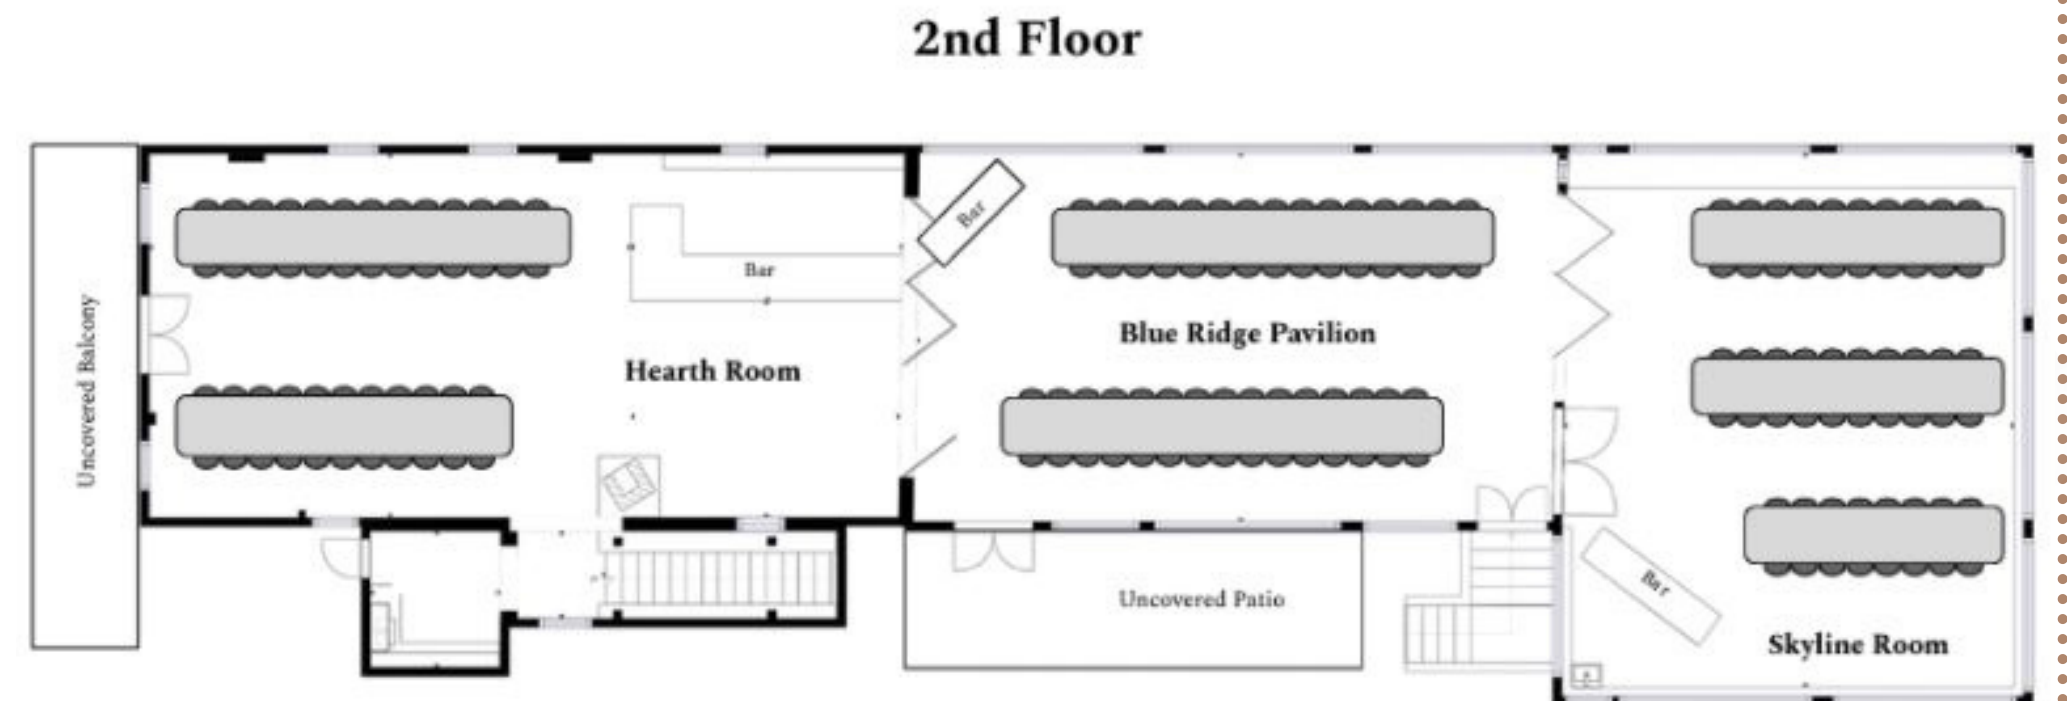 2nd Floor
Uncovered Balcony
Bar
Hearth Room
Bar
Blue Ridge Pavilion
Uncovered Patio
Bar
Skyline Room